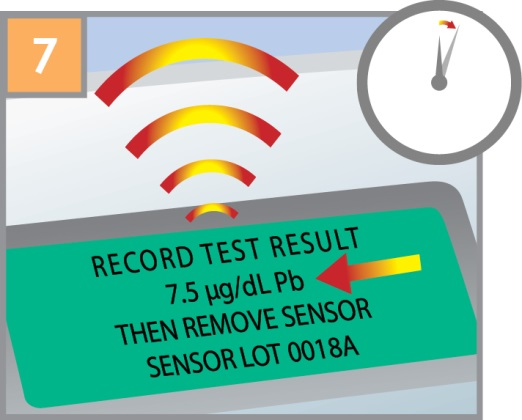 7
RECORD TEST RESULT
7.5 µg/dL Pb
THEN REMOVE SENSOR
SENSOR LOT 0018A